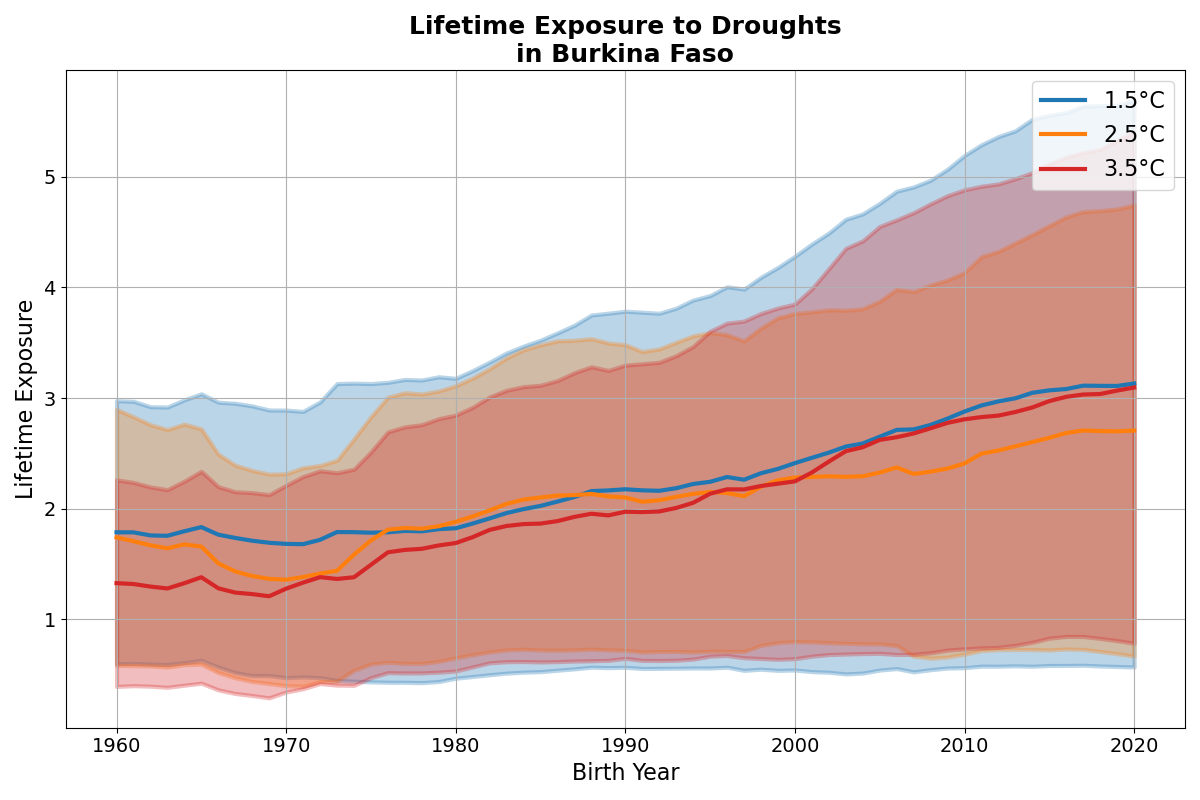 Lifetime Exposure to Droughts
in Burkina Faso
1.5°C
2.5°C
3.5°C
Lifetime Exposure
5
4
3
2
1
1960 1970 1980 1990 2000 2010 2020
Birth Year